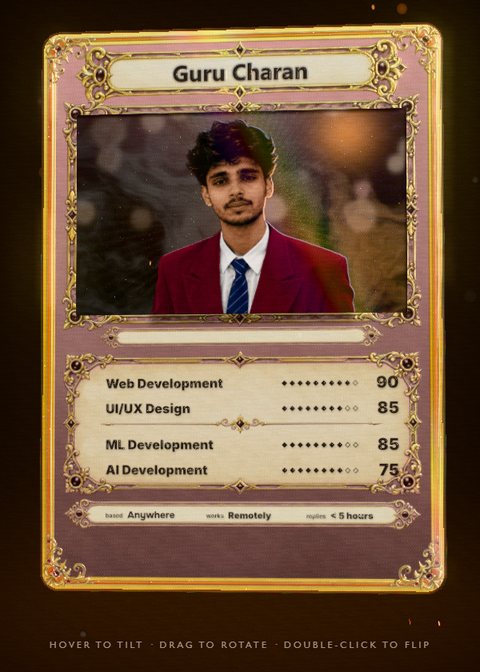 Guru Charan
Web Development 90
UI/UX Design 85
ML Development 85
AI Development 75
based Anywhere works Remotely replies < 5 hours
HOVER TO TILT · DRAG TO ROTATE · DOUBLE-CLICK TO FLIP